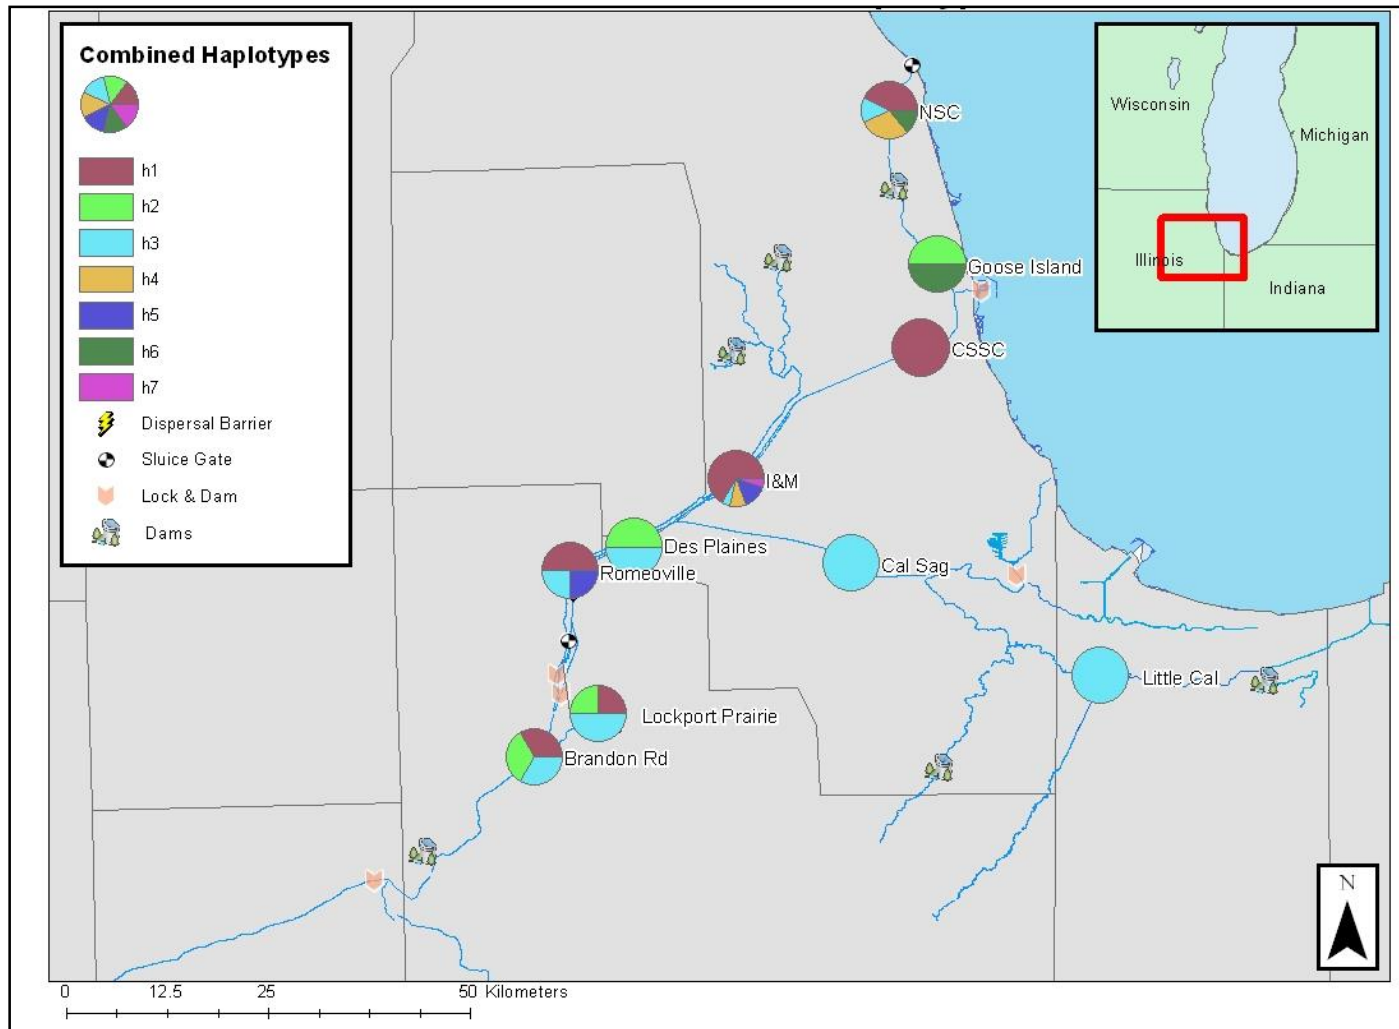 Combined Haplotypes
h1
h2
h3
h4
h5
h6
h7
Dispersal Barrier
Sluice Gate
Lock & Dam
Dams
NSC
Goose Island
CSSC
I&M
Des Plaines
Romeoville
Cal Sag
Little Cal
Lockport Prairie
Brandon Rd
Wisconsin
Michigan
Illinois
Indiana
N
0 12.5 25 50 Kilometers